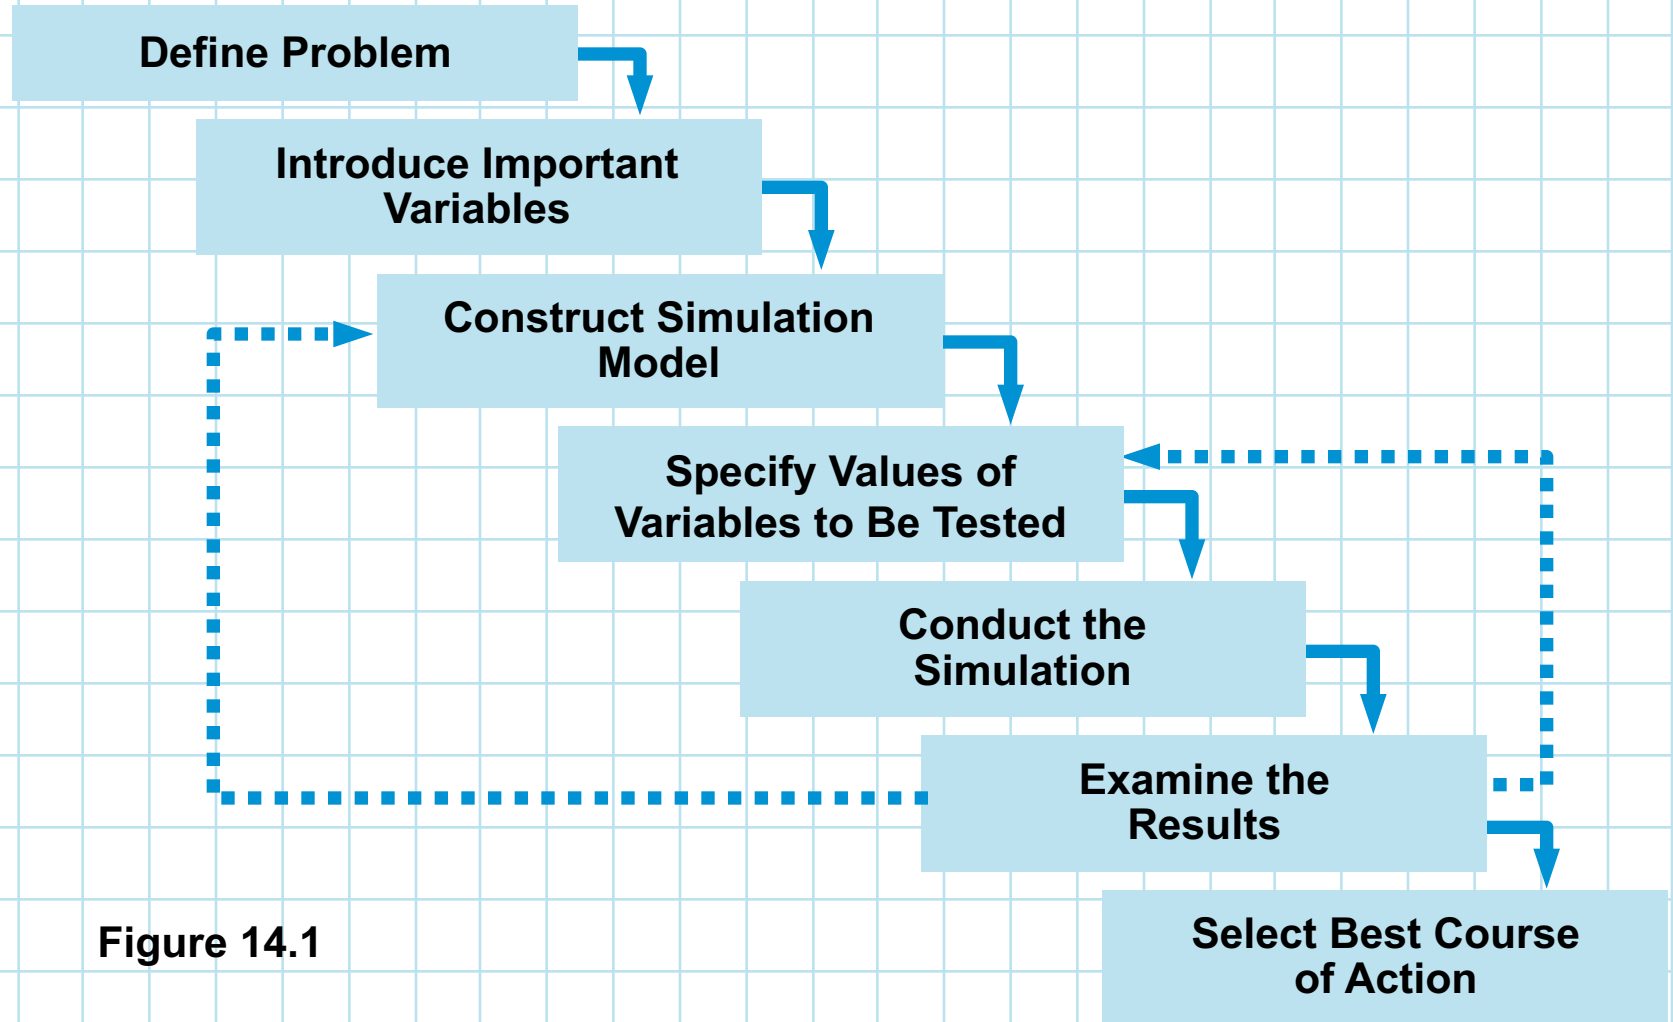 Define Problem
Introduce Important
Variables
Construct Simulation
Model
Specify Values of
Variables to Be Tested
Conduct the
Simulation
Examine the
Results
Select Best Course
of Action
Figure 14.1